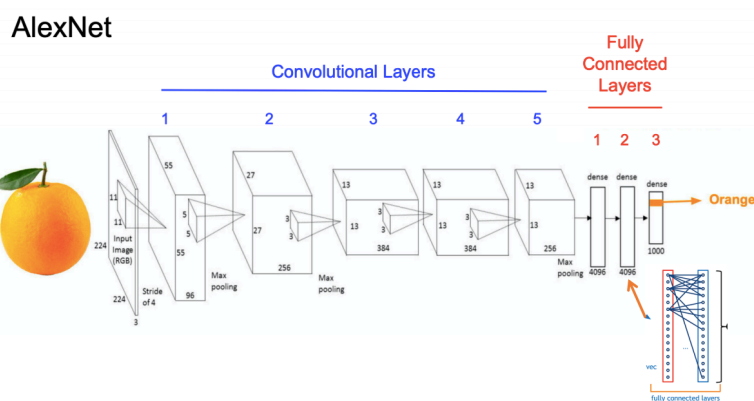 AlexNet
Fully
Connected
Layers
Convolutional Layers
1
2
3
4
5
1
2
3
55
27
13
13
13
dense
dense
dense
11
11
5
5
3
3
3
3
3
3
Orange
224
Input
Image
(RGB)
55
27
13
13
13
384
384
256
1000
Max
pooling
256
Max
pooling
Max
pooling
4096
4096
224
Stride
of 4
96
3
...
vec
fully connected layers